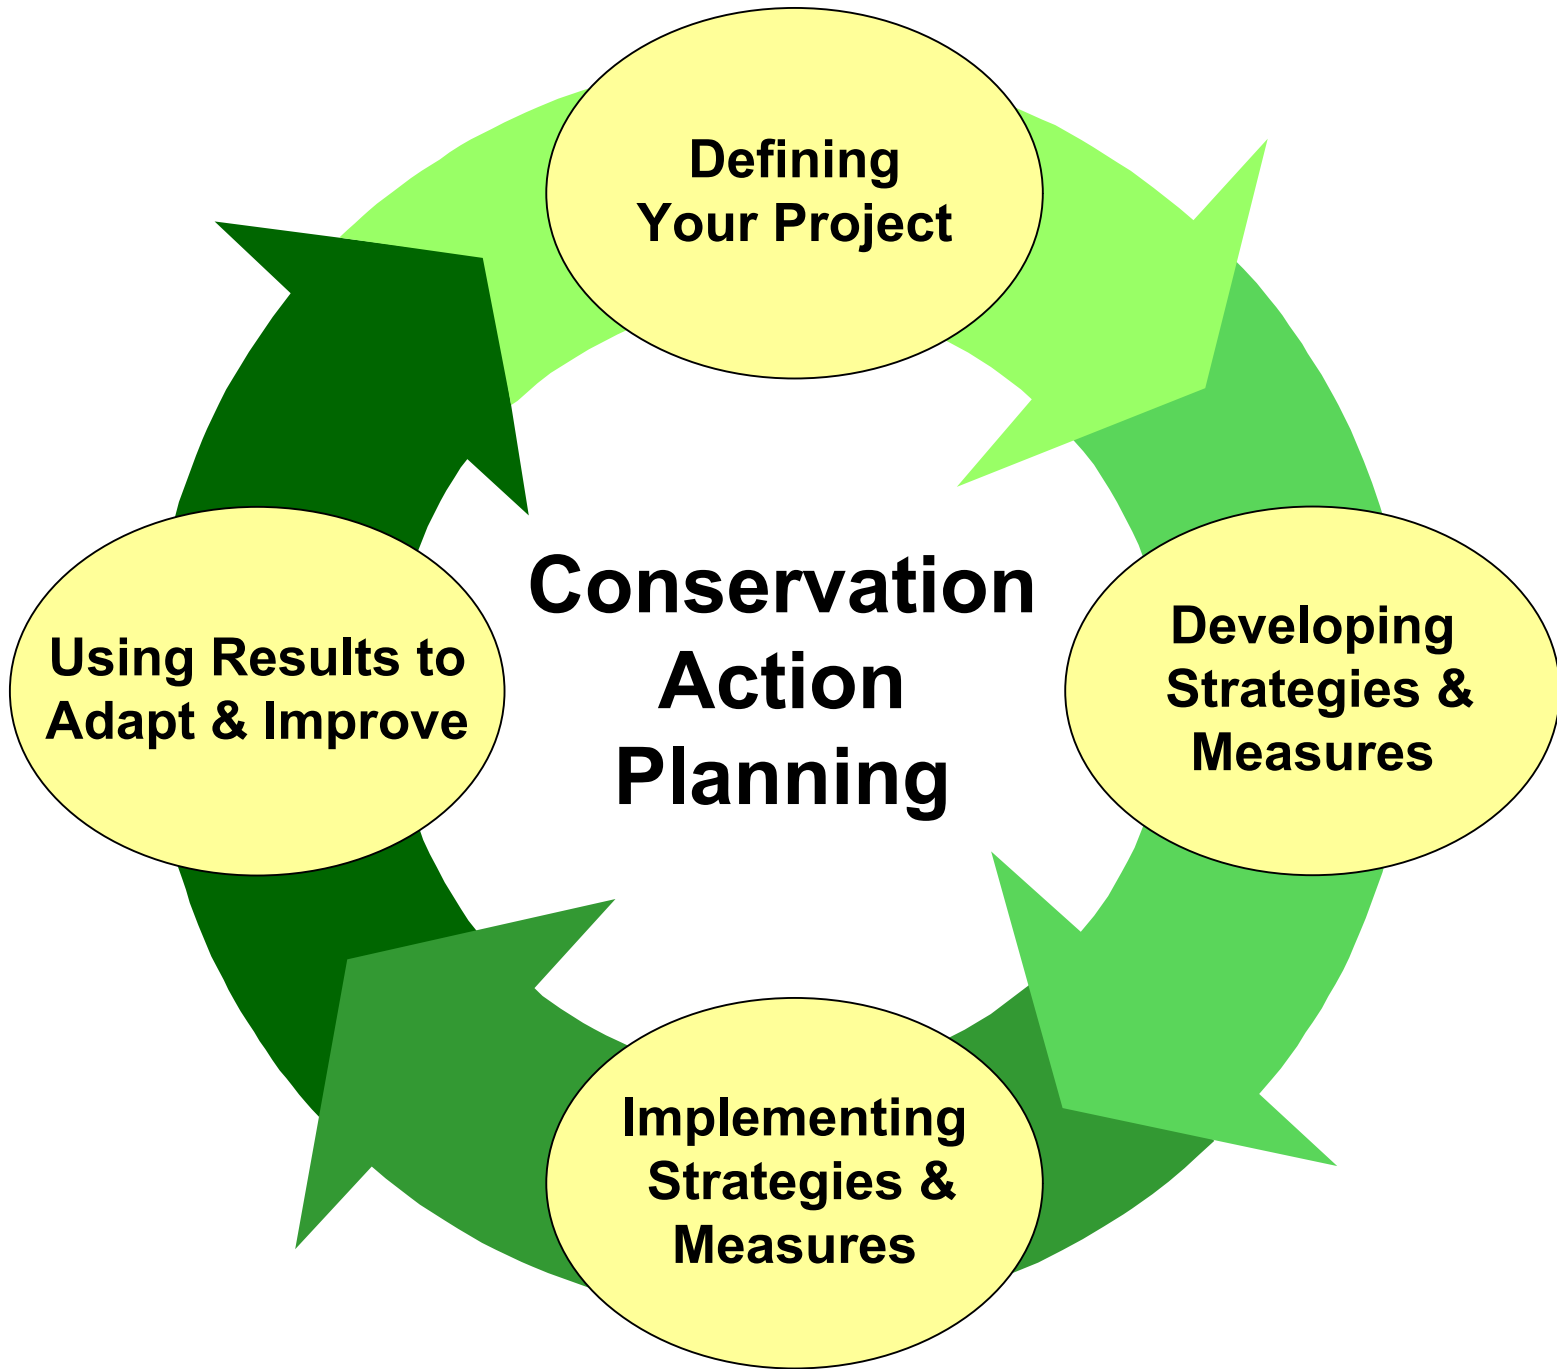 Defining
Your Project
Conservation
Action
Planning
Developing
Strategies &
Measures
Using Results to
Adapt & Improve
Implementing
Strategies &
Measures